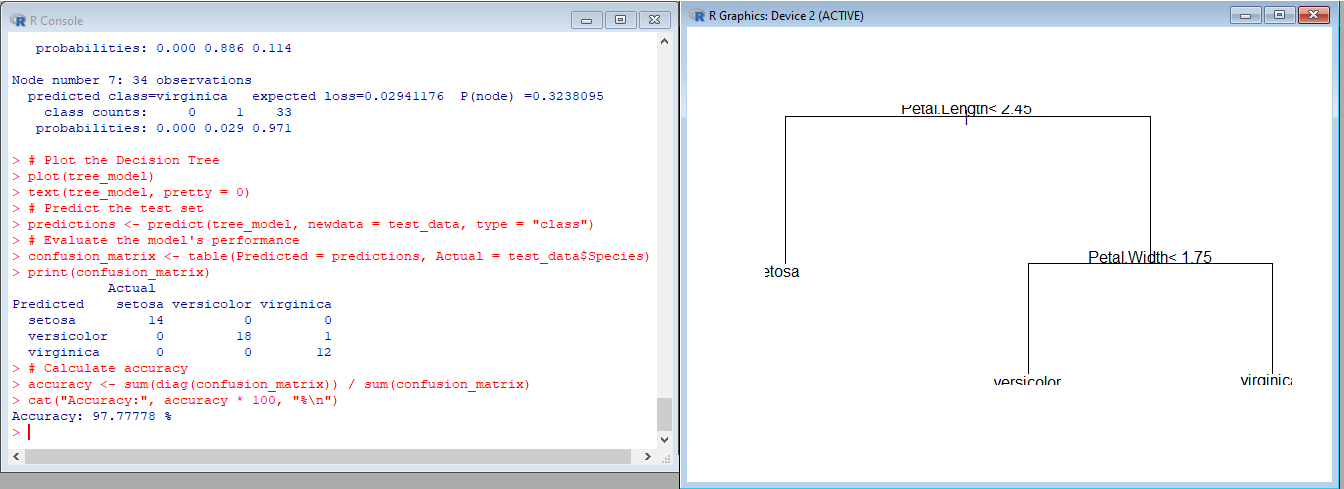 R Console
probabilities: 0.000 0.886 0.114
Node number 7: 34 observations
predicted class=virginica expected loss=0.02941176 P(node) =0.3238095
class counts: 0 1 33
probabilities: 0.000 0.029 0.971
> # Plot the Decision Tree
> plot(tree_model)
> text(tree_model, pretty = 0)
> # Predict the test set
> predictions <- predict(tree_model, newdata = test_data, type = "class")
> # Evaluate the model's performance
> confusion_matrix <- table(Predicted = predictions, Actual = test_data$Species)
> print(confusion_matrix)
Actual
Predicted setosa versicolor virginica
setosa 14 0 0
versicolor 0 18 1
virginica 0 0 12
> # Calculate accuracy
> accuracy <- sum(diag(confusion_matrix)) / sum(confusion_matrix)
> cat("Accuracy:", accuracy * 100, "%\n")
Accuracy: 97.77778 %
>
R Graphics: Device 2 (ACTIVE)
Petal.Length< 2.45
Petal.Width< 1.75
etosa
versicolor
virginica